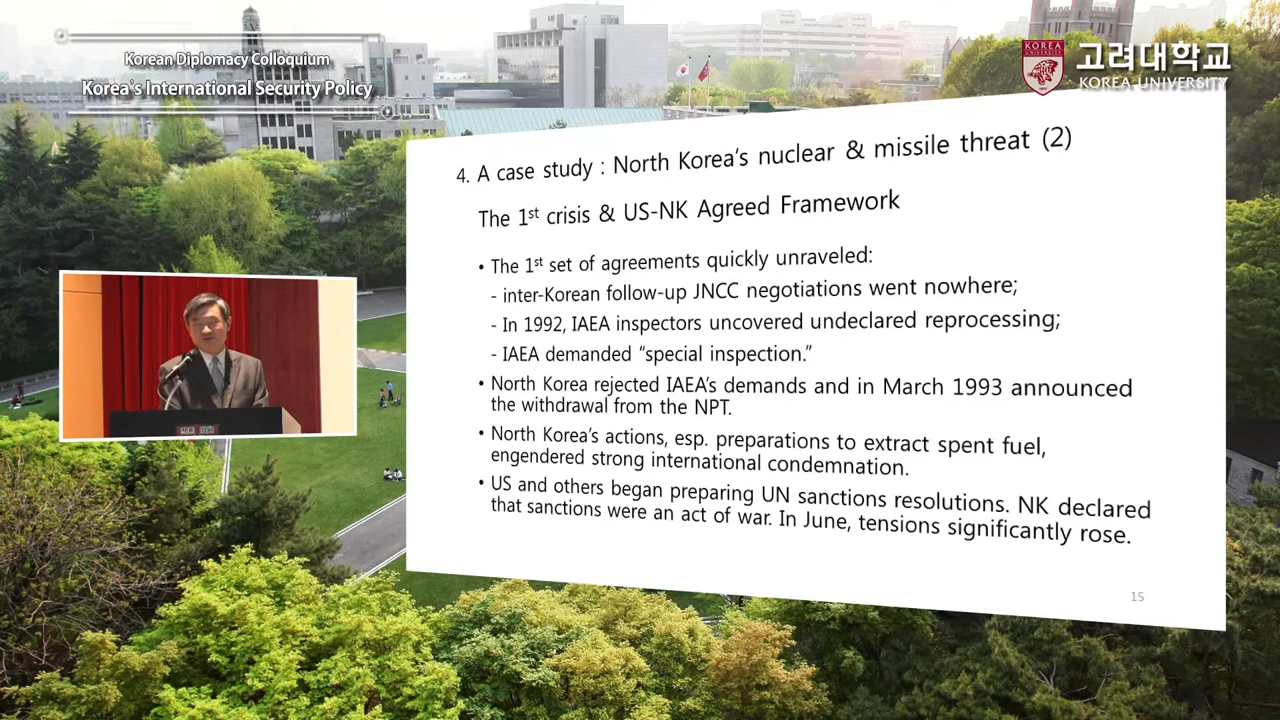 Korean Diplomacy Colloquium
Korea's International Security Policy
KOREA
UNIVERSITY
고려대학교
KOREA UNIVERSITY
4. A case study : North Korea's nuclear & missile threat (2)
The 1st crisis & US-NK Agreed Framework
• The 1st set of agreements quickly unraveled:
- inter-Korean follow-up JNCC negotiations went nowhere;
- In 1992, IAEA inspectors uncovered undeclared reprocessing;
- IAEA demanded “special inspection.”
• North Korea rejected IAEA's demands and in March 1993 announced
the withdrawal from the NPT.
• North Korea's actions, esp. preparations to extract spent fuel,
engendered strong international condemnation.
• US and others began preparing UN sanctions resolutions. NK declared
that sanctions were an act of war. In June, tensions significantly rose.
15